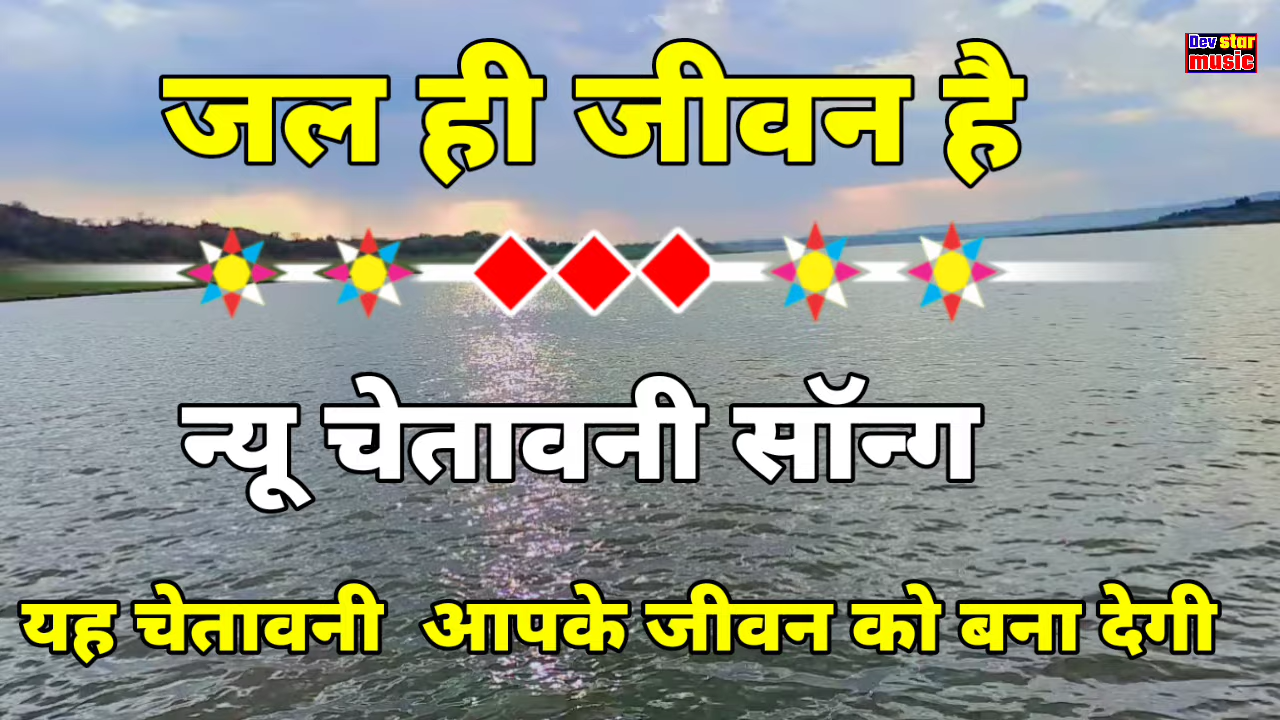 Dev star
music
जल ही जीवन है
न्यू चेतावनी सॉन्ग
यह चेतावनी आपके जीवन को बना देगी